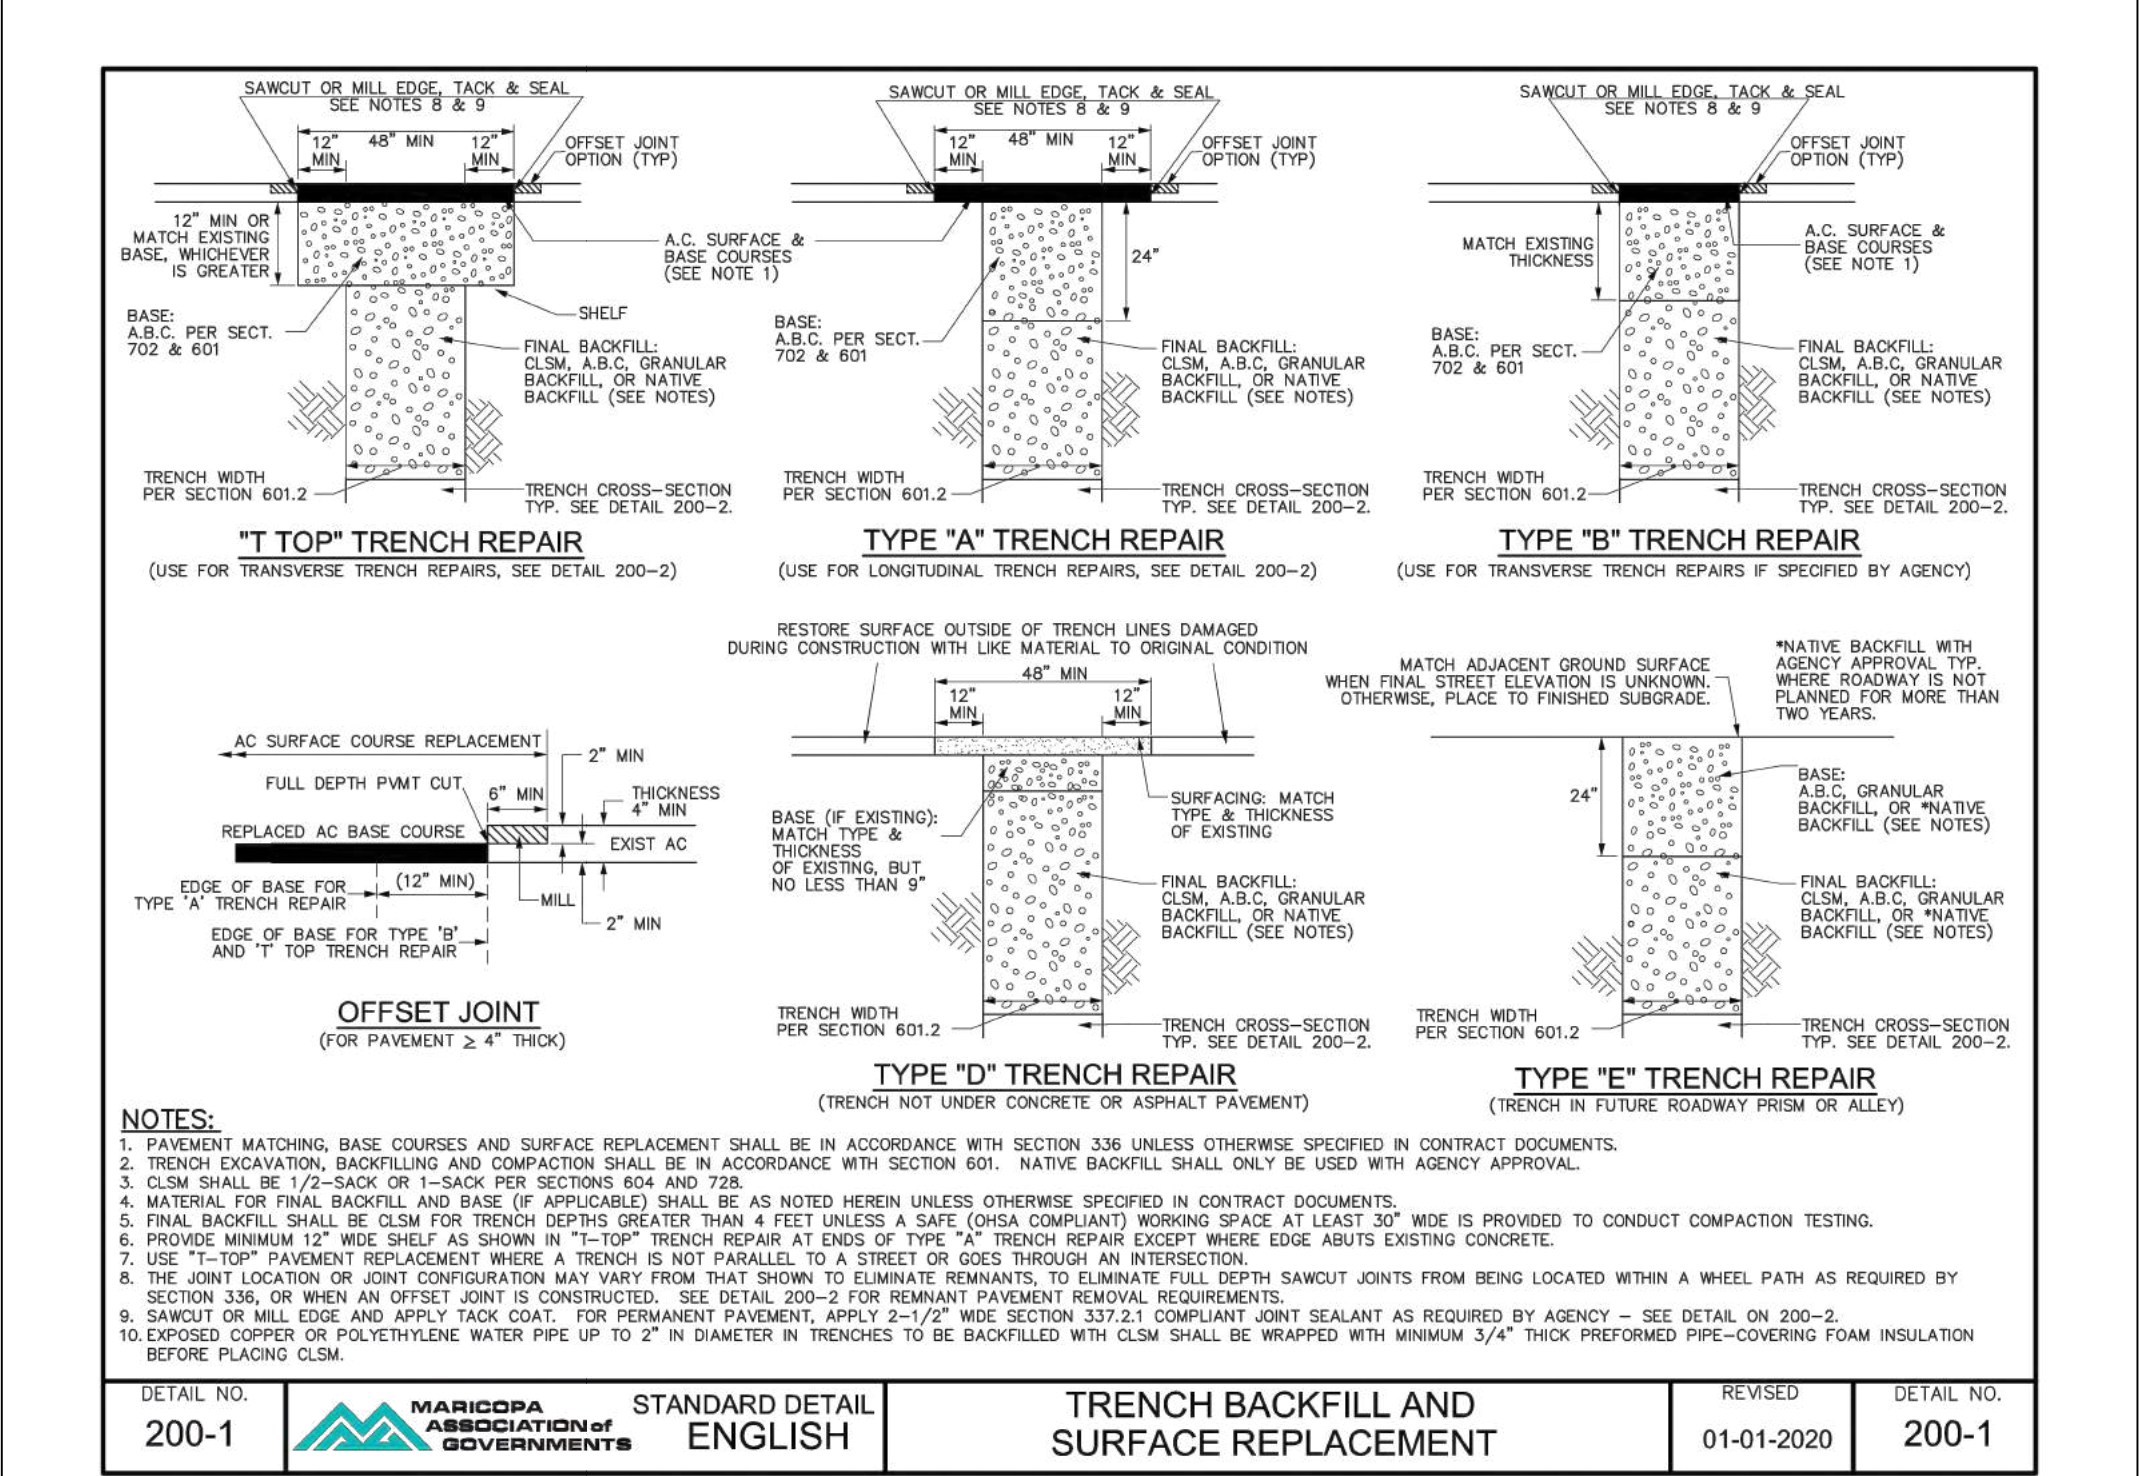 SAWCUT OR MILL EDGE, TACK & SEAL
SEE NOTES 8 & 9
12"
MIN
48" MIN
12"
MIN
OFFSET JOINT
OPTION (TYP)
12" MIN OR
MATCH EXISTING
BASE, WHICHEVER
IS GREATER
BASE:
A.B.C. PER SECT.
702 & 601
A.C. SURFACE &
BASE COURSES
(SEE NOTE 1)
SHELF
FINAL BACKFILL:
CLSM, A.B.C, GRANULAR
BACKFILL, OR NATIVE
BACKFILL (SEE NOTES)
TRENCH WIDTH
PER SECTION 601.2
TRENCH CROSS-SECTION
TYP. SEE DETAIL 200-2.
"T TOP" TRENCH REPAIR
(USE FOR TRANSVERSE TRENCH REPAIRS, SEE DETAIL 200-2)
SAWCUT OR MILL EDGE, TACK & SEAL
SEE NOTES 8 & 9
12"
MIN
48" MIN
12"
MIN
OFFSET JOINT
OPTION (TYP)
24"
BASE:
A.B.C. PER SECT.
702 & 601
FINAL BACKFILL:
CLSM, A.B.C, GRANULAR
BACKFILL, OR NATIVE
BACKFILL (SEE NOTES)
TRENCH WIDTH
PER SECTION 601.2
TRENCH CROSS-SECTION
TYP. SEE DETAIL 200-2.
TYPE "A" TRENCH REPAIR
(USE FOR LONGITUDINAL TRENCH REPAIRS, SEE DETAIL 200-2)
SAWCUT OR MILL EDGE, TACK & SEAL
SEE NOTES 8 & 9
OFFSET JOINT
OPTION (TYP)
MATCH EXISTING
THICKNESS
A.C. SURFACE &
BASE COURSES
(SEE NOTE 1)
BASE:
A.B.C. PER SECT.
702 & 601
FINAL BACKFILL:
CLSM, A.B.C, GRANULAR
BACKFILL, OR NATIVE
BACKFILL (SEE NOTES)
TRENCH WIDTH
PER SECTION 601.2
TRENCH CROSS-SECTION
TYP. SEE DETAIL 200-2.
TYPE "B" TRENCH REPAIR
(USE FOR TRANSVERSE TRENCH REPAIRS IF SPECIFIED BY AGENCY)
AC SURFACE COURSE REPLACEMENT
2" MIN
FULL DEPTH PVMT CUT
6" MIN
THICKNESS
4" MIN
REPLACED AC BASE COURSE
EXIST AC
EDGE OF BASE FOR
TYPE 'A' TRENCH REPAIR
(12" MIN)
MILL
2" MIN
EDGE OF BASE FOR TYPE 'B'
AND 'T' TOP TRENCH REPAIR
OFFSET JOINT
(FOR PAVEMENT ≥ 4" THICK)
RESTORE SURFACE OUTSIDE OF TRENCH LINES DAMAGED
DURING CONSTRUCTION WITH LIKE MATERIAL TO ORIGINAL CONDITION
48" MIN
12"
MIN
12"
MIN
BASE (IF EXISTING):
MATCH TYPE &
THICKNESS
OF EXISTING, BUT
NO LESS THAN 9"
SURFACING: MATCH
TYPE & THICKNESS
OF EXISTING
FINAL BACKFILL:
CLSM, A.B.C, GRANULAR
BACKFILL, OR NATIVE
BACKFILL (SEE NOTES)
TRENCH WIDTH
PER SECTION 601.2
TRENCH CROSS-SECTION
TYP. SEE DETAIL 200-2.
TYPE "D" TRENCH REPAIR
(TRENCH NOT UNDER CONCRETE OR ASPHALT PAVEMENT)
MATCH ADJACENT GROUND SURFACE
WHEN FINAL STREET ELEVATION IS UNKNOWN.
OTHERWISE, PLACE TO FINISHED SUBGRADE.
*NATIVE BACKFILL WITH
AGENCY APPROVAL TYP.
WHERE ROADWAY IS NOT
PLANNED FOR MORE THAN
TWO YEARS.
24"
BASE:
A.B.C, GRANULAR
BACKFILL, OR *NATIVE
BACKFILL (SEE NOTES)
FINAL BACKFILL:
CLSM, A.B.C, GRANULAR
BACKFILL, OR *NATIVE
BACKFILL (SEE NOTES)
TRENCH WIDTH
PER SECTION 601.2
TRENCH CROSS-SECTION
TYP. SEE DETAIL 200-2.
TYPE "E" TRENCH REPAIR
(TRENCH IN FUTURE ROADWAY PRISM OR ALLEY)
NOTES:
1. PAVEMENT MATCHING, BASE COURSES AND SURFACE REPLACEMENT SHALL BE IN ACCORDANCE WITH SECTION 336 UNLESS OTHERWISE SPECIFIED IN CONTRACT DOCUMENTS.
2. TRENCH EXCAVATION, BACKFILLING AND COMPACTION SHALL BE IN ACCORDANCE WITH SECTION 601. NATIVE BACKFILL SHALL ONLY BE USED WITH AGENCY APPROVAL.
3. CLSM SHALL BE 1/2-SACK OR 1-SACK PER SECTIONS 604 AND 728.
4. MATERIAL FOR FINAL BACKFILL AND BASE (IF APPLICABLE) SHALL BE AS NOTED HEREIN UNLESS OTHERWISE SPECIFIED IN CONTRACT DOCUMENTS.
5. FINAL BACKFILL SHALL BE CLSM FOR TRENCH DEPTHS GREATER THAN 4 FEET UNLESS A SAFE (OHSA COMPLIANT) WORKING SPACE AT LEAST 30" WIDE IS PROVIDED TO CONDUCT COMPACTION TESTING.
6. PROVIDE MINIMUM 12" WIDE SHELF AS SHOWN IN "T-TOP" TRENCH REPAIR AT ENDS OF TYPE "A" TRENCH REPAIR EXCEPT WHERE EDGE ABUTS EXISTING CONCRETE.
7. USE "T-TOP" PAVEMENT REPLACEMENT WHERE A TRENCH IS NOT PARALLEL TO A STREET OR GOES THROUGH AN INTERSECTION.
8. THE JOINT LOCATION OR JOINT CONFIGURATION MAY VARY FROM THAT SHOWN TO ELIMINATE REMNANTS, TO ELIMINATE FULL DEPTH SAWCUT JOINTS FROM BEING LOCATED WITHIN A WHEEL PATH AS REQUIRED BY
SECTION 336, OR WHEN AN OFFSET JOINT IS CONSTRUCTED. SEE DETAIL 200-2 FOR REMNANT PAVEMENT REMOVAL REQUIREMENTS.
9. SAWCUT OR MILL EDGE AND APPLY TACK COAT. FOR PERMANENT PAVEMENT, APPLY 2-1/2" WIDE SECTION 337.2.1 COMPLIANT JOINT SEALANT AS REQUIRED BY AGENCY - SEE DETAIL ON 200-2.
10. EXPOSED COPPER OR POLYETHYLENE WATER PIPE UP TO 2" IN DIAMETER IN TRENCHES TO BE BACKFILLED WITH CLSM SHALL BE WRAPPED WITH MINIMUM 3/4" THICK PREFORMED PIPE-COVERING FOAM INSULATION
BEFORE PLACING CLSM.
DETAIL NO.
200-1
MARICOPA
ASSOCIATION of
GOVERNMENTS
STANDARD DETAIL
ENGLISH
TRENCH BACKFILL AND
SURFACE REPLACEMENT
REVISED
01-01-2020
DETAIL NO.
200-1